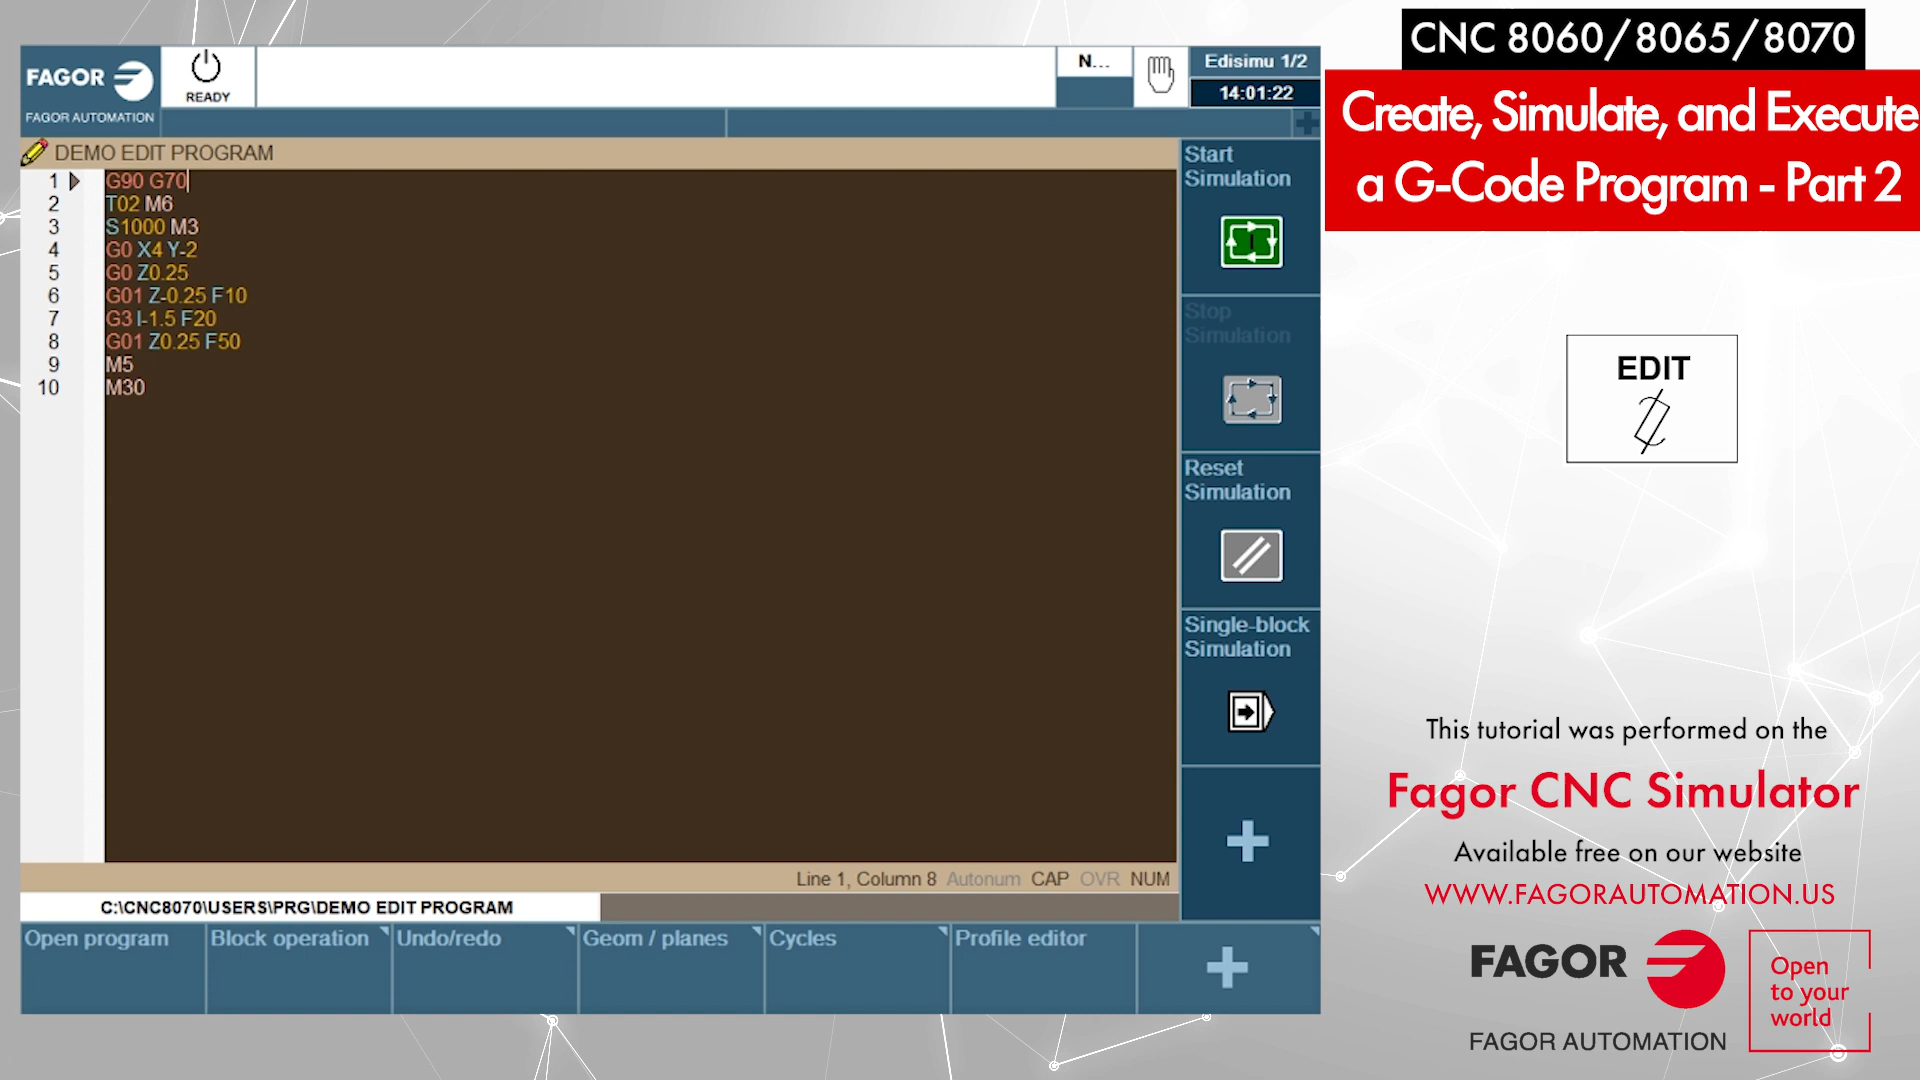 CNC 8060/8065/8070
Create, Simulate, and Execute
a G-Code Program - Part 2
FAGOR
FAGOR AUTOMATION
READY
N...
Edisimu 1/2
14:01:22
DEMO EDIT PROGRAM
1 G90 G70
2 T02 M6
3 S1000 M3
4 G0 X4 Y-2
5 G0 Z0.25
6 G01 Z-0.25 F10
7 G3 I-1.5 F20
8 G01 Z0.25 F50
9 M5
10 M30
Line 1, Column 8 Autonum CAP OVR NUM
C:\CNC8070\USERS\PRG\DEMO EDIT PROGRAM
Start
Simulation
Stop
Simulation
Reset
Simulation
Single-block
Simulation
Open program
Block operation
Undo/redo
Geom / planes
Cycles
Profile editor
EDIT
This tutorial was performed on the
Fagor CNC Simulator
Available free on our website
WWW.FAGORAUTOMATION.US
FAGOR
FAGOR AUTOMATION
Open
to your
world